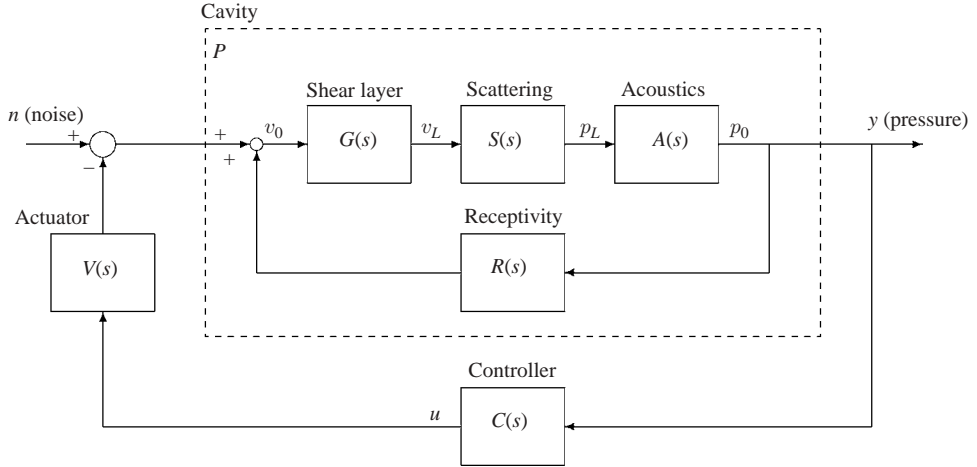 Cavity
P
Shear layer
Scattering
Acoustics
n (noise)
+
+
+
−
v0
G(s)
vL
S(s)
pL
A(s)
p0
y (pressure)
Actuator
V(s)
Receptivity
R(s)
Controller
u
C(s)